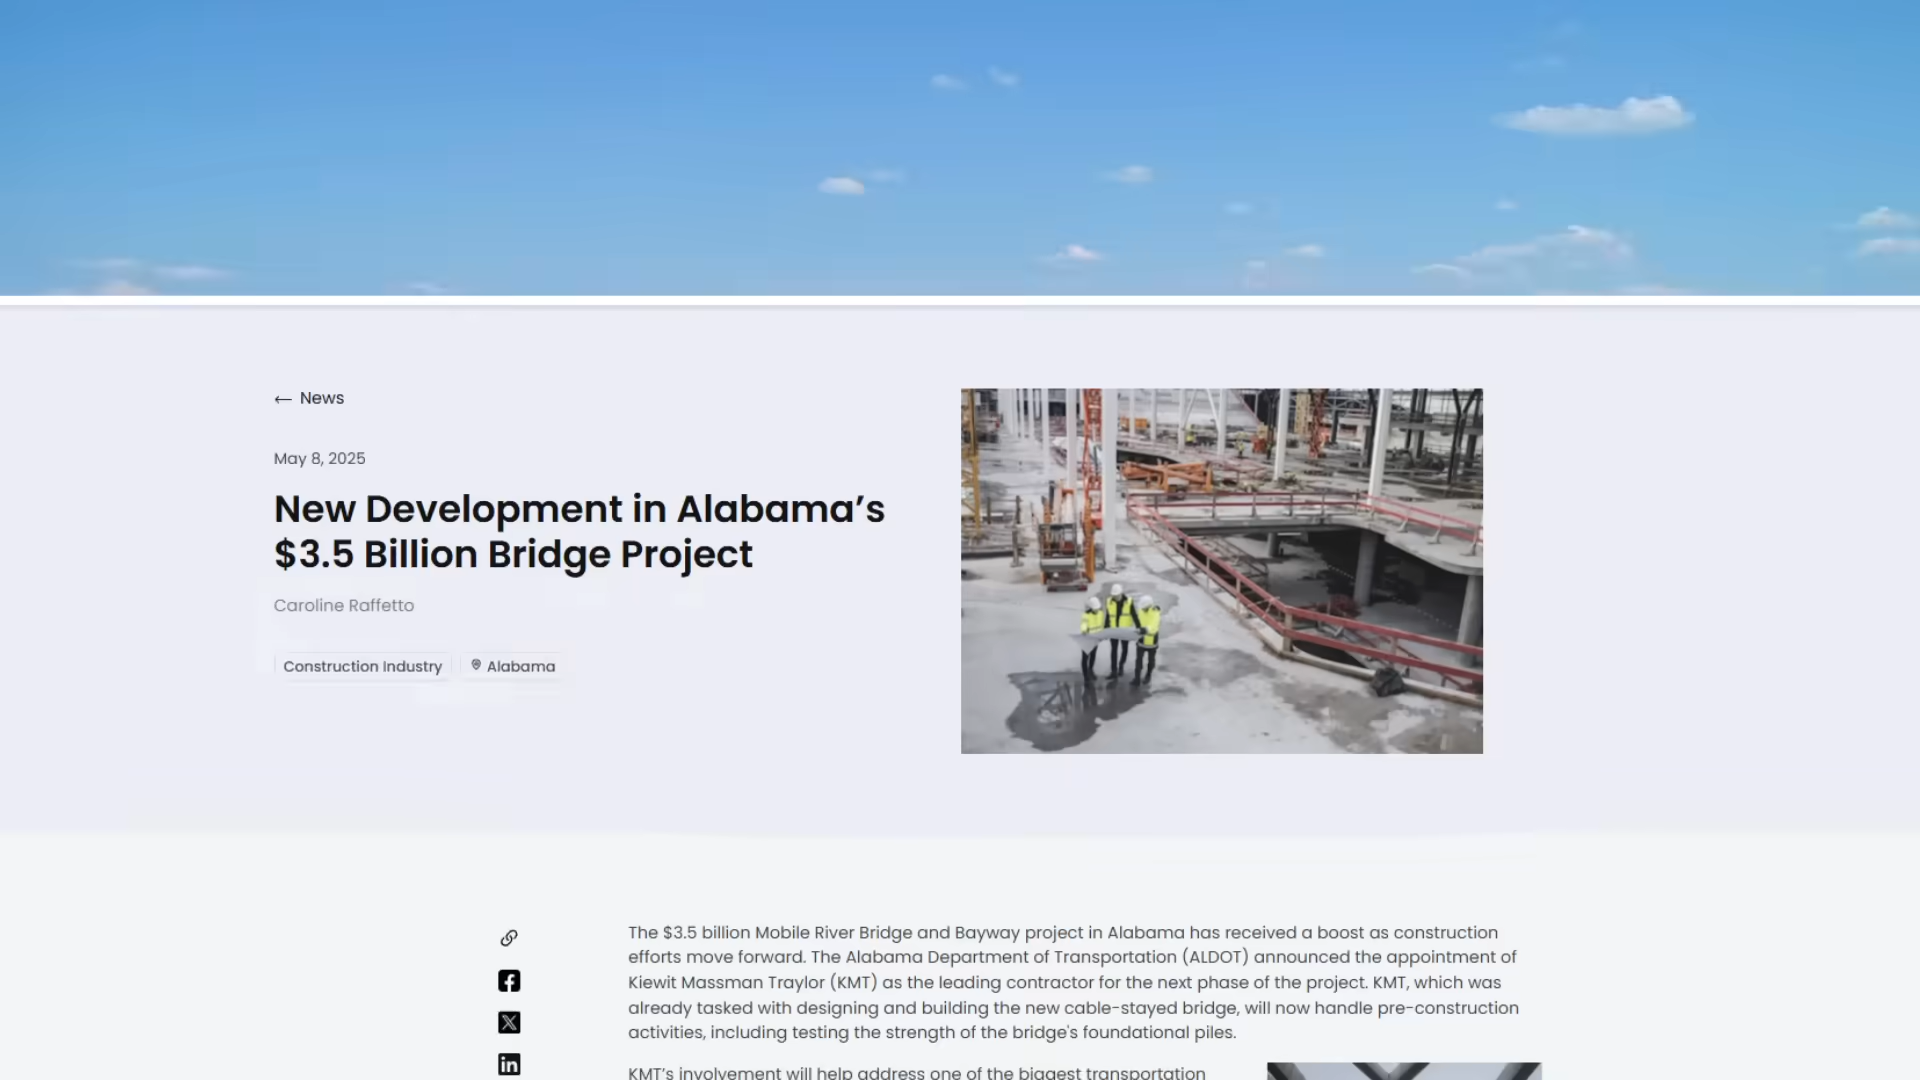 ← News
May 8, 2025
New Development in Alabama’s
$3.5 Billion Bridge Project
Caroline Raffetto
Construction Industry
Alabama
The $3.5 billion Mobile River Bridge and Bayway project in Alabama has received a boost as construction
efforts move forward. The Alabama Department of Transportation (ALDOT) announced the appointment of
Kiewit Massman Traylor (KMT) as the leading contractor for the next phase of the project. KMT, which was
already tasked with designing and building the new cable-stayed bridge, will now handle pre-construction
activities, including testing the strength of the bridge's foundational piles.
KMT’s involvement will help address one of the biggest transportation